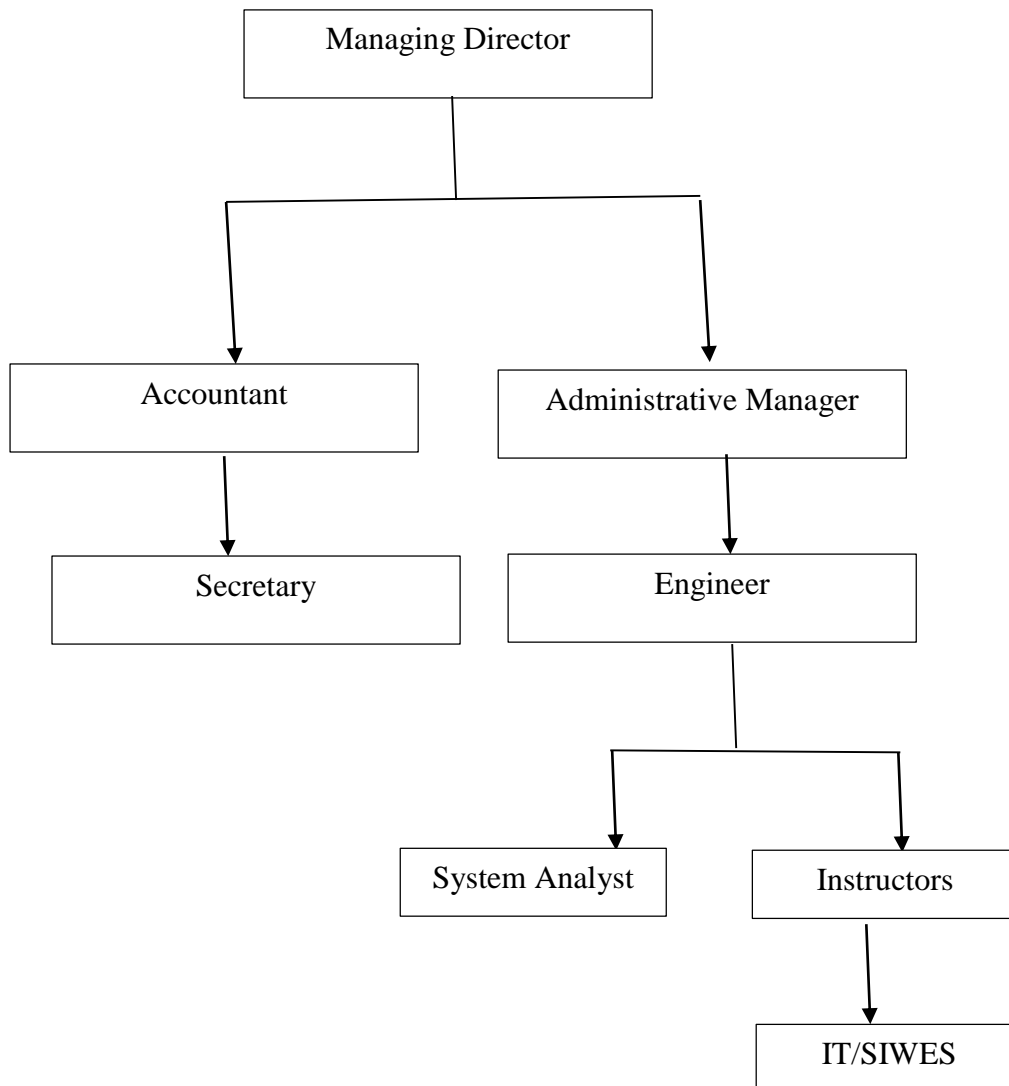 Managing Director
Accountant
Administrative Manager
Secretary
Engineer
System Analyst
Instructors
IT/SIWES